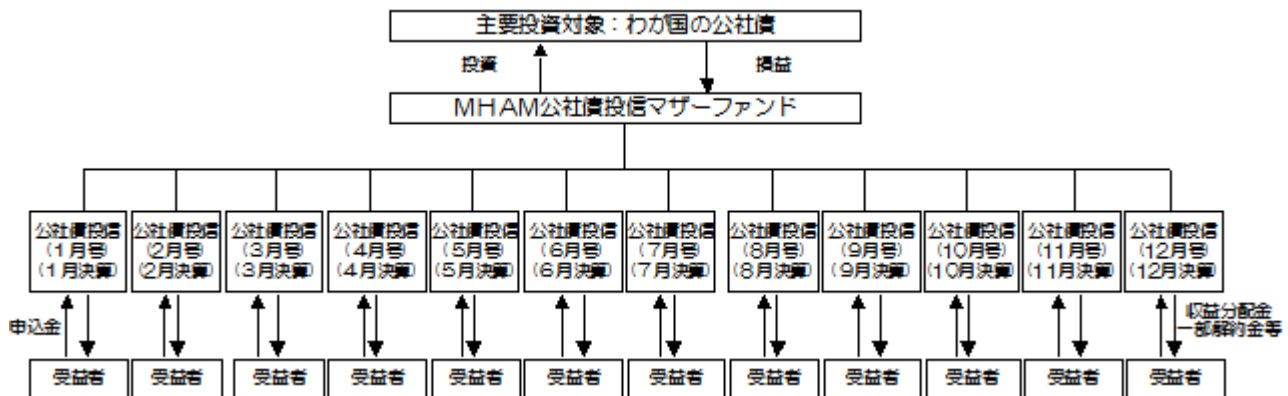 主要投資対象：わが国の公社債
投資
損益
MHAM公社債投信マザーファンド
公社債投信
(1月号)
(1月決算)
公社債投信
(2月号)
(2月決算)
公社債投信
(3月号)
(3月決算)
公社債投信
(4月号)
(4月決算)
公社債投信
(5月号)
(5月決算)
公社債投信
(6月号)
(6月決算)
公社債投信
(7月号)
(7月決算)
公社債投信
(8月号)
(8月決算)
公社債投信
(9月号)
(9月決算)
公社債投信
(10月号)
(10月決算)
公社債投信
(11月号)
(11月決算)
公社債投信
(12月号)
(12月決算)
申込金
収益分配金
一部解約金等
受益者
受益者
受益者
受益者
受益者
受益者
受益者
受益者
受益者
受益者
受益者
受益者